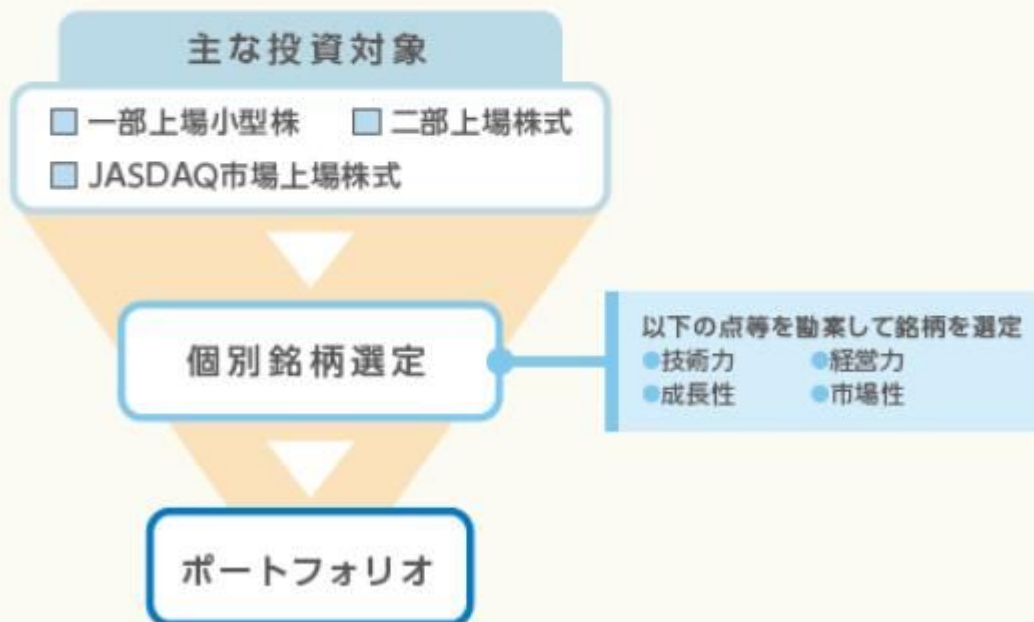 主な投資対象
一部上場小型株 二部上場株式
JASDAQ市場上場株式
個別銘柄選定
以下の点等を勘案して銘柄を選定
●技術力 ●経営力
●成長性 ●市場性
ポートフォリオ